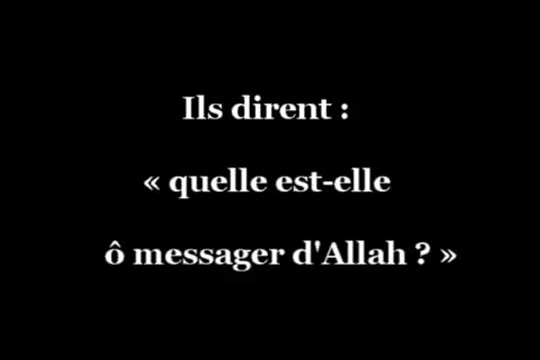 Ils dirent :
« quelle est-elle
ô messager d'Allah ? »